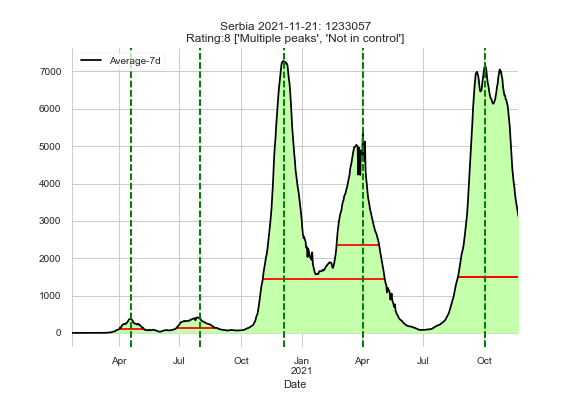 Serbia 2021-11-21: 1233057
Rating:8 ['Multiple peaks', 'Not in control']
Average-7d
7000
6000
5000
4000
3000
2000
1000
0
Apr Jul Oct Jan Apr Jul Oct
2021
Date